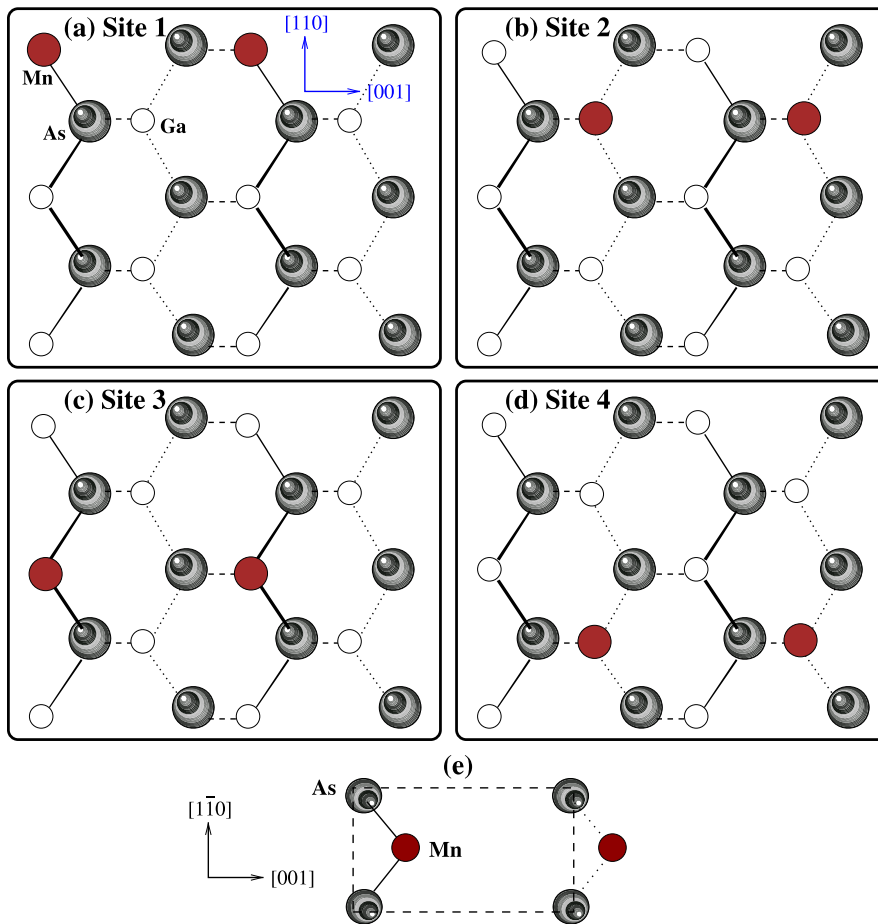 (a) Site 1
[110]
[001]
Mn
As
Ga
(b) Site 2
(c) Site 3
(d) Site 4
(e)
As
Mn
[11̅0]
[001]